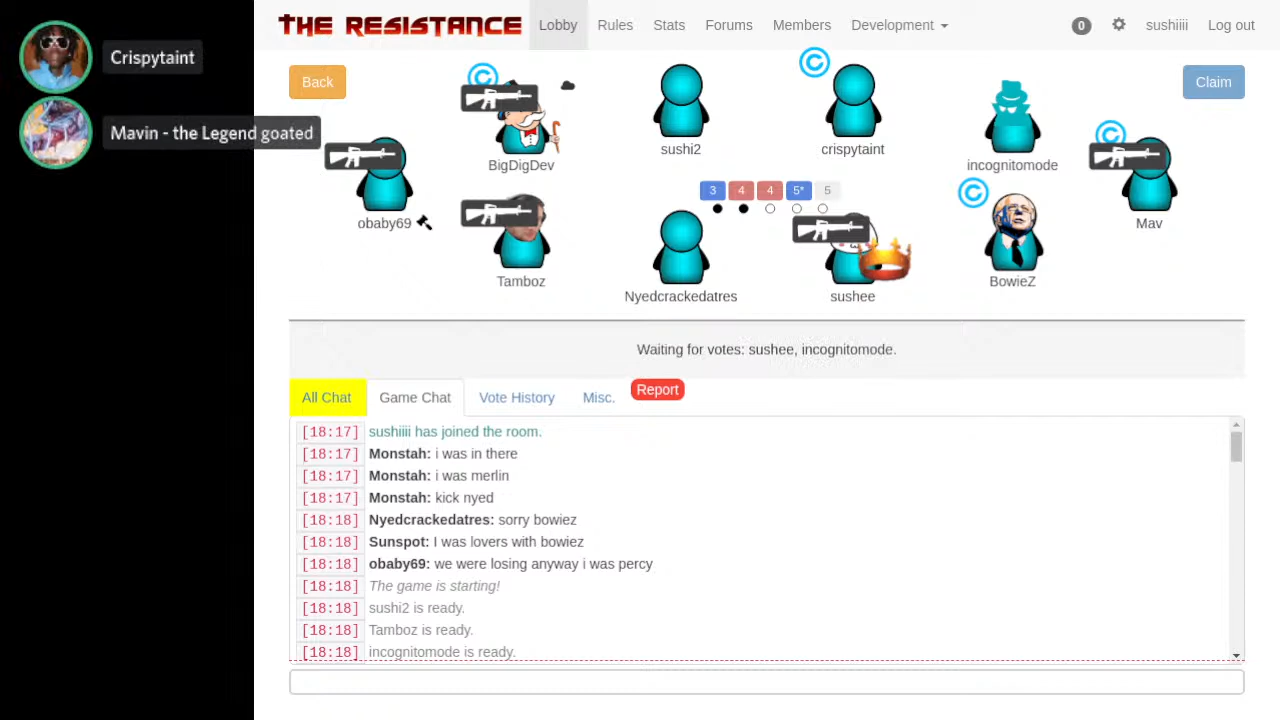 Crispytaint
Mavin - the Legend goated
THE RESISTANCE
Lobby Rules Stats Forums Members Development 0 sushiiii Log out
Back
Claim
BigDigDev
sushi2
crispytaint
incognitomode
obaby69
Mav
3 4 4 5* 5
Tamboz
Nyedcrackedatres
sushee
BowieZ
Waiting for votes: sushee, incognitomode.
All Chat Game Chat Vote History Misc. Report
[18:17] sushiiii has joined the room.
[18:17] Monstah: i was in there
[18:17] Monstah: i was merlin
[18:17] Monstah: kick nyed
[18:18] Nyedcrackedatres: sorry bowiez
[18:18] Sunspot: I was lovers with bowiez
[18:18] obaby69: we were losing anyway i was percy
[18:18] The game is starting!
[18:18] sushi2 is ready.
[18:18] Tamboz is ready.
[18:18] incognitomode is ready.